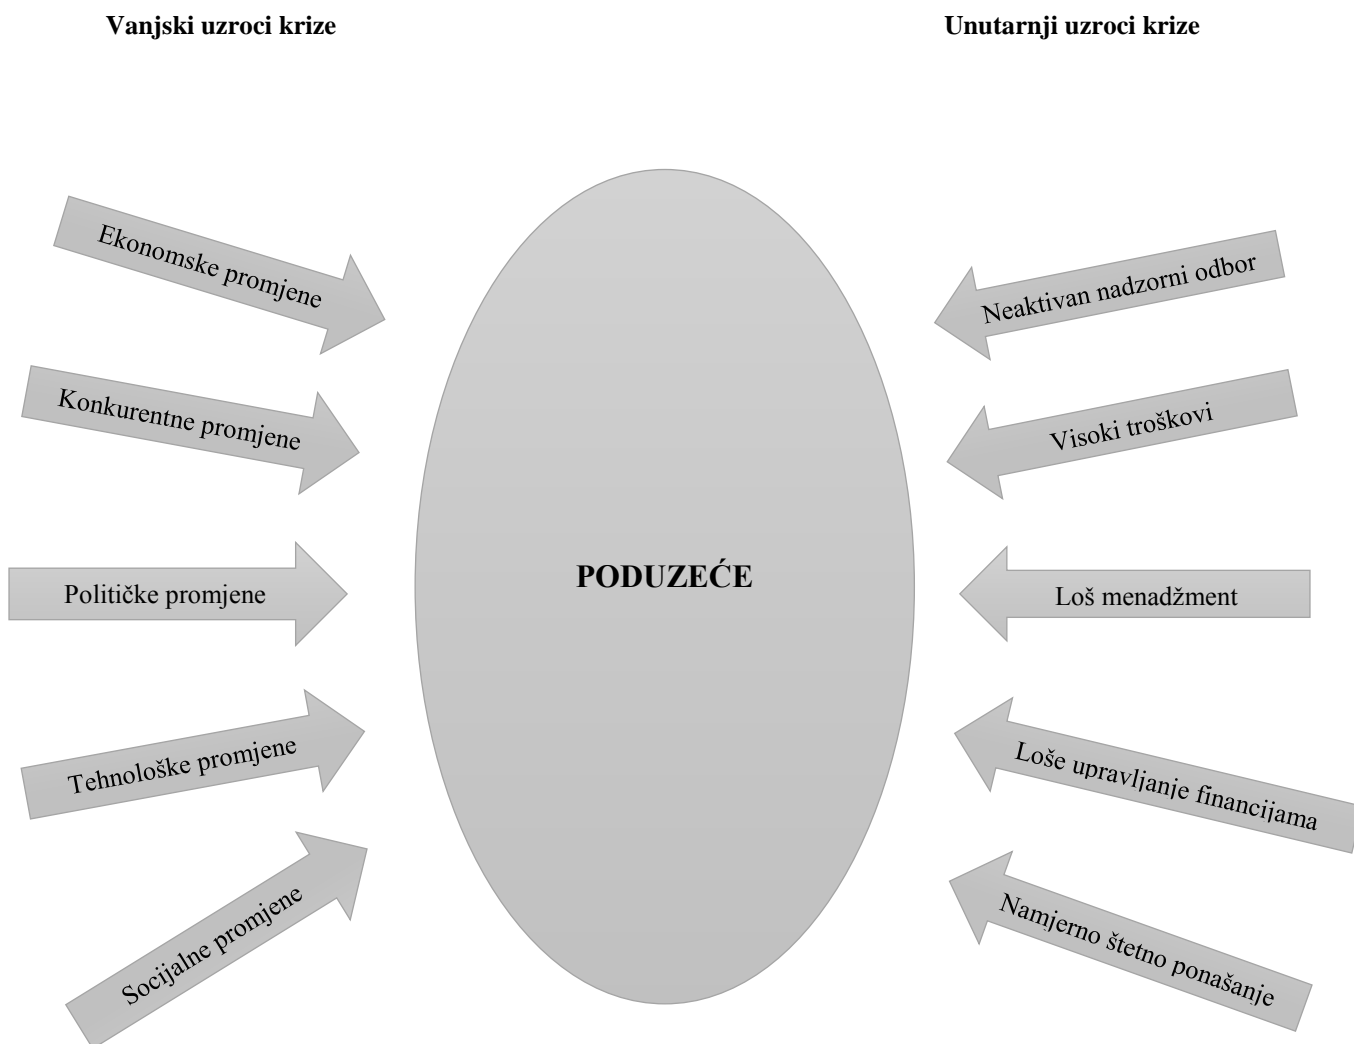 Vanjski uzroci krize
Unutarnji uzroci krize
Ekonomske promjene
Konkurentne promjene
Političke promjene
Tehnološke promjene
Socijalne promjene
PODUZEĆE
Neaktivan nadzorni odbor
Visoki troškovi
Loš menadžment
Loše upravljanje financijama
Namjerno štetno ponašanje